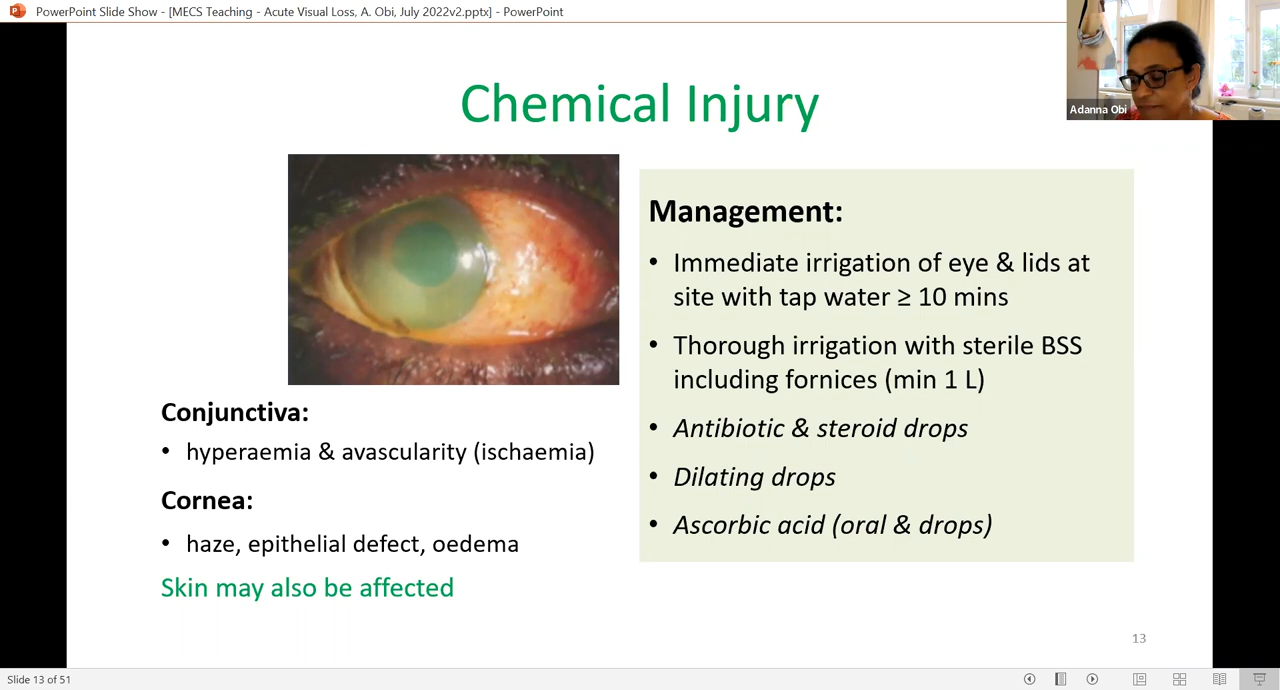 PowerPoint Slide Show - [MECS Teaching - Acute Visual Loss, A. Obi, July 2022v2.pptx] - PowerPoint
Adanna Obi
Chemical Injury
Conjunctiva:
• hyperaemia & avascularity (ischaemia)
Cornea:
• haze, epithelial defect, oedema
Skin may also be affected
Management:
• Immediate irrigation of eye & lids at
site with tap water ≥ 10 mins
• Thorough irrigation with sterile BSS
including fornices (min 1 L)
• Antibiotic & steroid drops
• Dilating drops
• Ascorbic acid (oral & drops)
13
Slide 13 of 51